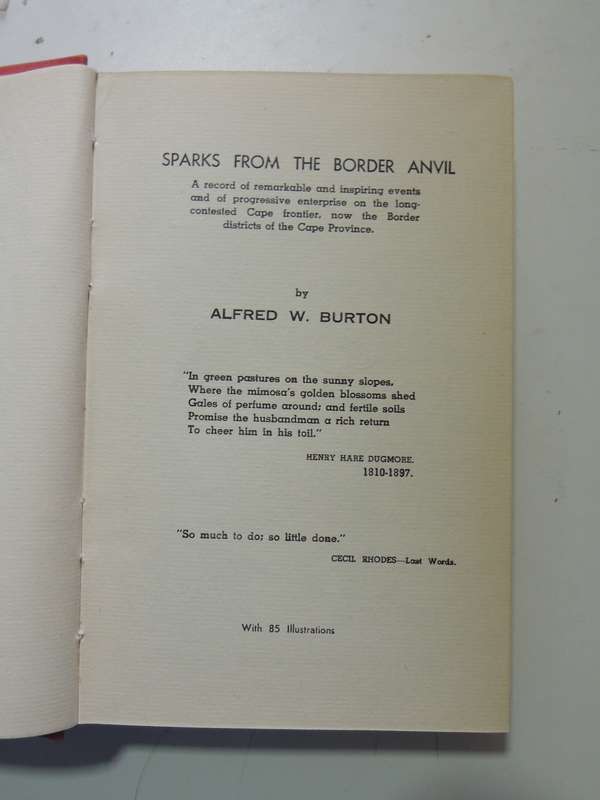 SPARKS FROM THE BORDER ANVIL
A record of remarkable and inspiring events
and of progressive enterprise on the long-
contested Cape frontier, now the Border
districts of the Cape Province.
by
ALFRED W. BURTON
"In green pastures on the sunny slopes,
Where the mimosa's golden blossoms shed
Gales of perfume around; and fertile soils
Promise the husbandman a rich return
To cheer him in his toil."
HENRY HARE DUGMORE.
1810-1897.
"So much to do; so little done."
CECIL RHODES—Last Words.
With 85 Illustrations